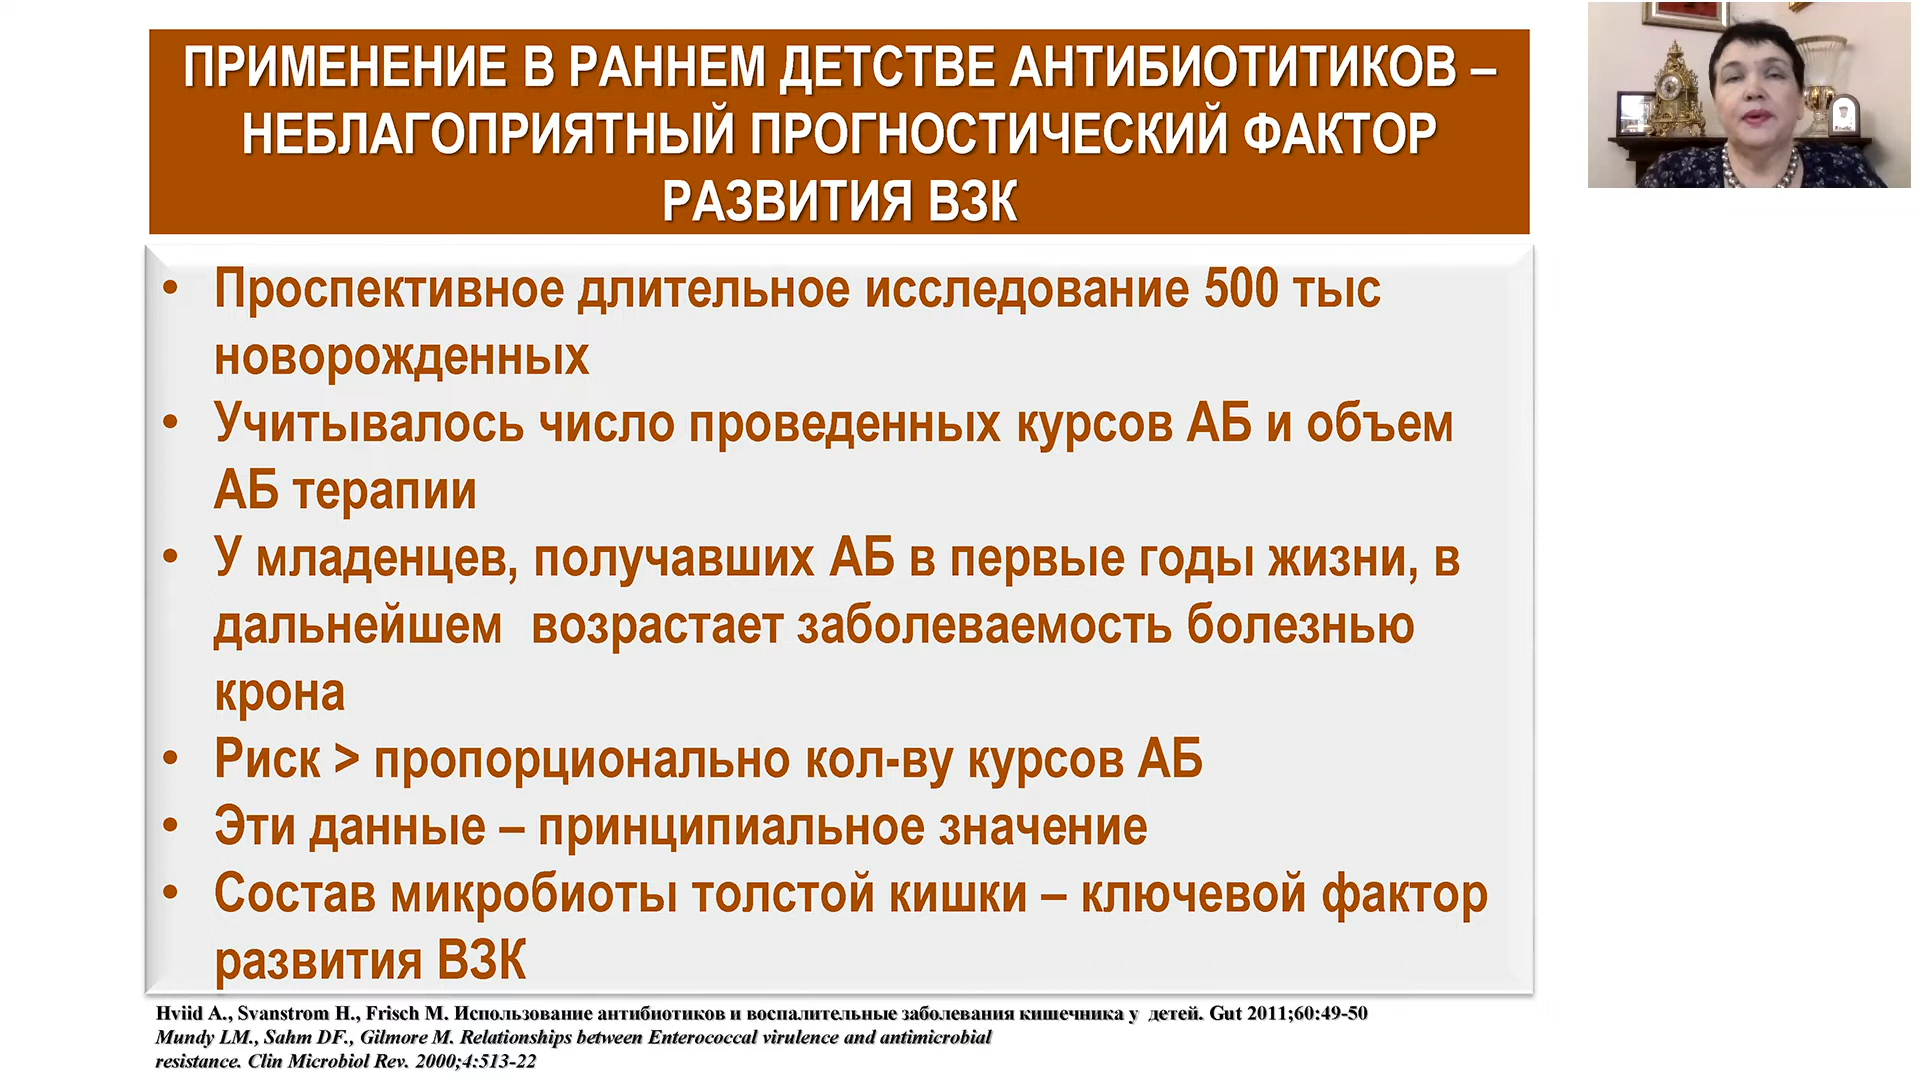 ПРИМЕНЕНИЕ В РАННЕМ ДЕТСТВЕ АНТИБИОТИТИКОВ –
НЕБЛАГОПРИЯТНЫЙ ПРОГНОСТИЧЕСКИЙ ФАКТОР
РАЗВИТИЯ ВЗК
• Проспективное длительное исследование 500 тыс
новорожденных
• Учитывалось число проведенных курсов АБ и объем
АБ терапии
• У младенцев, получавших АБ в первые годы жизни, в
дальнейшем возрастает заболеваемость болезнью
крона
• Риск > пропорционально кол-ву курсов АБ
• Эти данные – принципиальное значение
• Состав микробиоты толстой кишки – ключевой фактор
развития ВЗК
Hviid A., Svanstrom H., Frisch M. Использование антибиотиков и воспалительные заболевания кишечника у детей. Gut 2011;60:49-50
Mundy LM., Sahm DF., Gilmore M. Relationships between Enterococcal virulence and antimicrobial
resistance. Clin Microbiol Rev. 2000;4:513-22